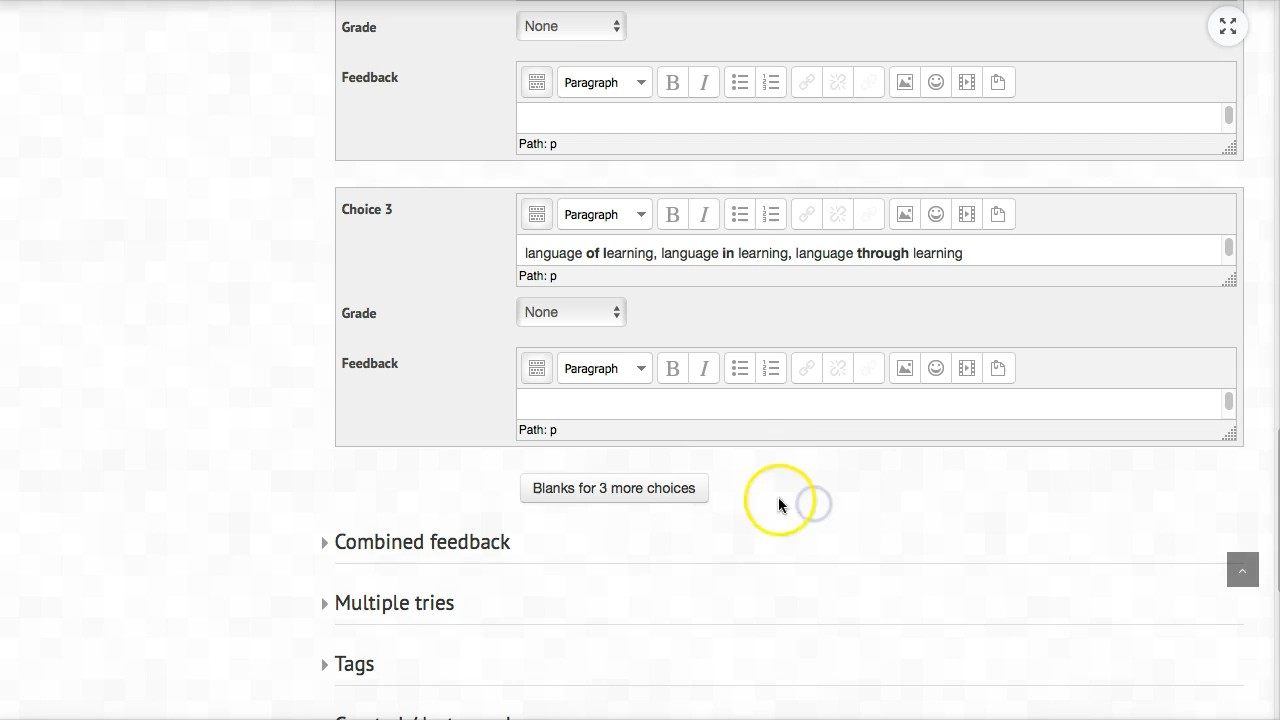 Grade None
Feedback Paragraph B I
Path: p
Choice 3 Paragraph B I
language of learning, language in learning, language through learning
Path: p
Grade None
Feedback Paragraph B I
Path: p
Blanks for 3 more choices
Combined feedback
Multiple tries
Tags